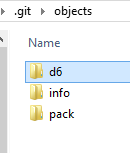 .git › objects
Name
d6
info
pack